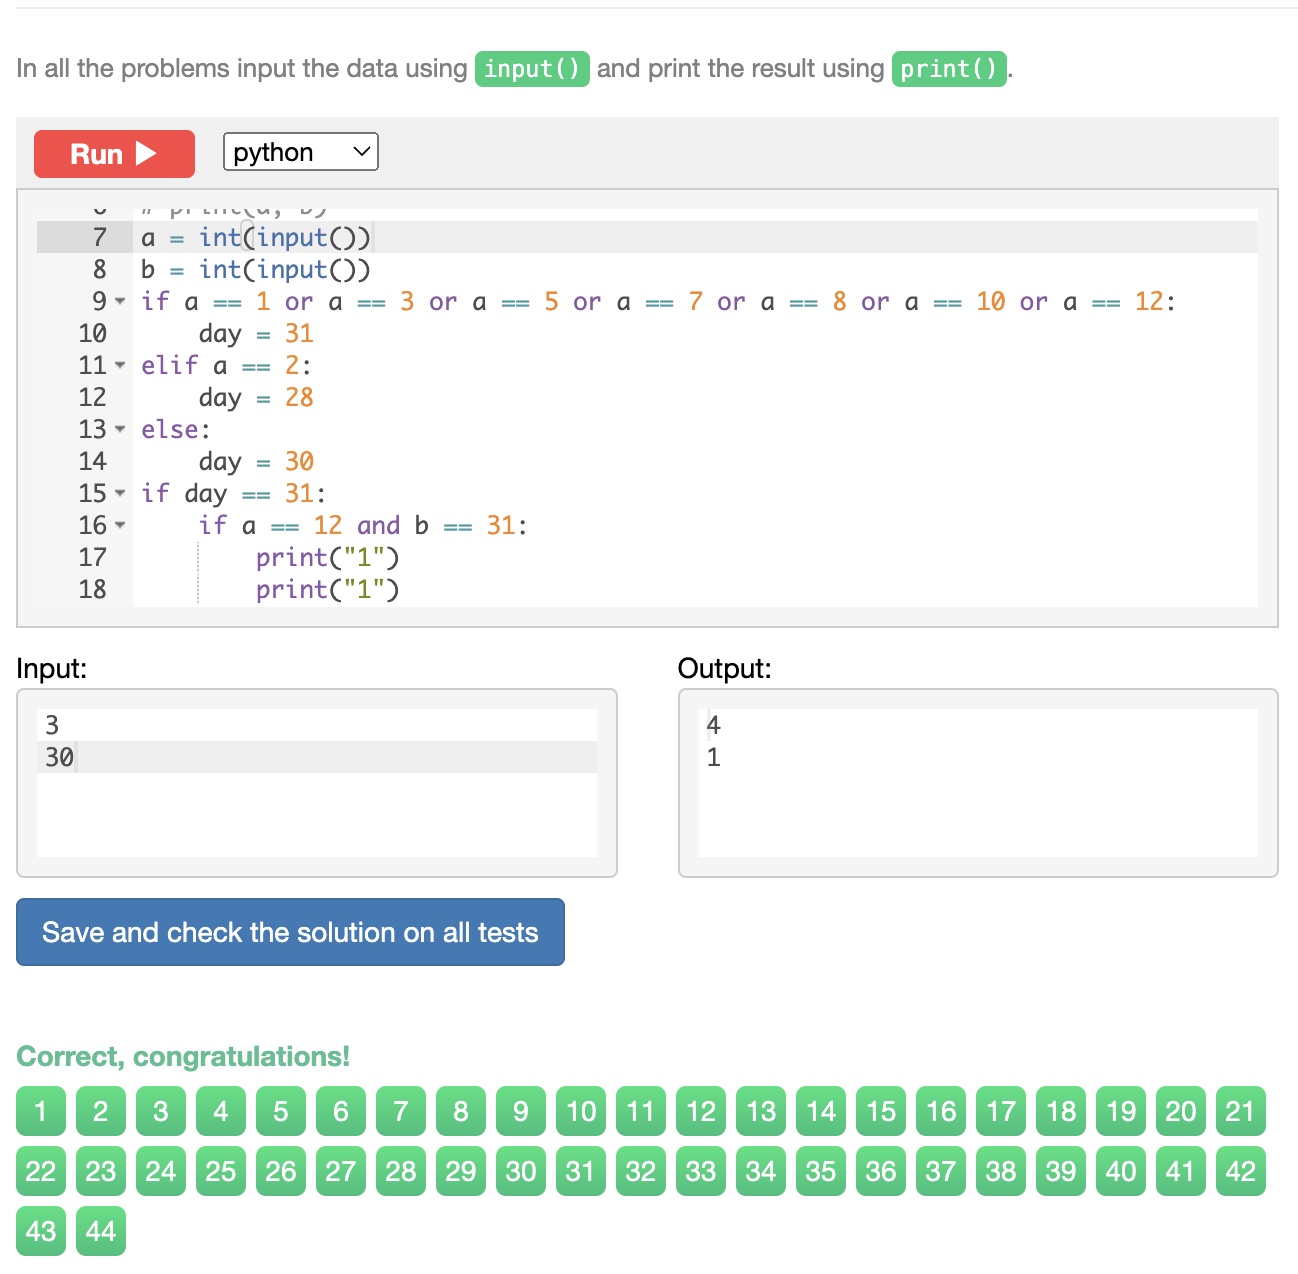 In all the problems input the data using input() and print the result using print().
Run
python
7 a = int(input())
8 b = int(input())
9 if a == 1 or a == 3 or a == 5 or a == 7 or a == 8 or a == 10 or a == 12:
10 day = 31
11 elif a == 2:
12 day = 28
13 else:
14 day = 30
15 if day == 31:
16 if a == 12 and b == 31:
17 print("1")
18 print("1")
Input:
3
30
Output:
4
1
Save and check the solution on all tests
Correct, congratulations!
1 2 3 4 5 6 7 8 9 10 11 12 13 14 15 16 17 18 19 20 21
22 23 24 25 26 27 28 29 30 31 32 33 34 35 36 37 38 39 40 41 42
43 44